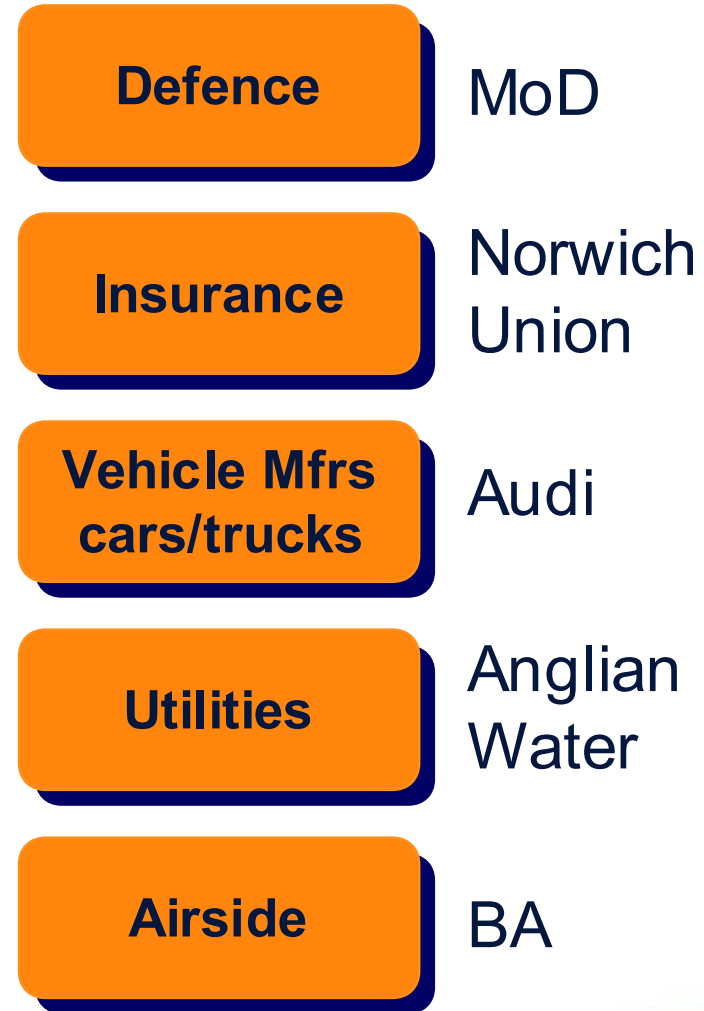 Defence
MoD
Insurance
Norwich
Union
Vehicle Mfrs
cars/trucks
Audi
Utilities
Anglian
Water
Airside
BA